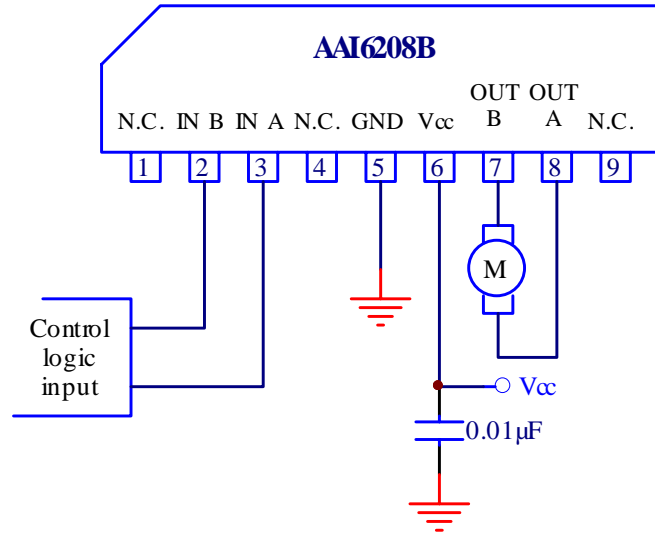 AAI6208B
OUT OUT
N.C. IN B IN A N.C. GND Vcc B A N.C.
1 2 3 4 5 6 7 8 9
M
Control
logic
input
Vcc
0.01µF